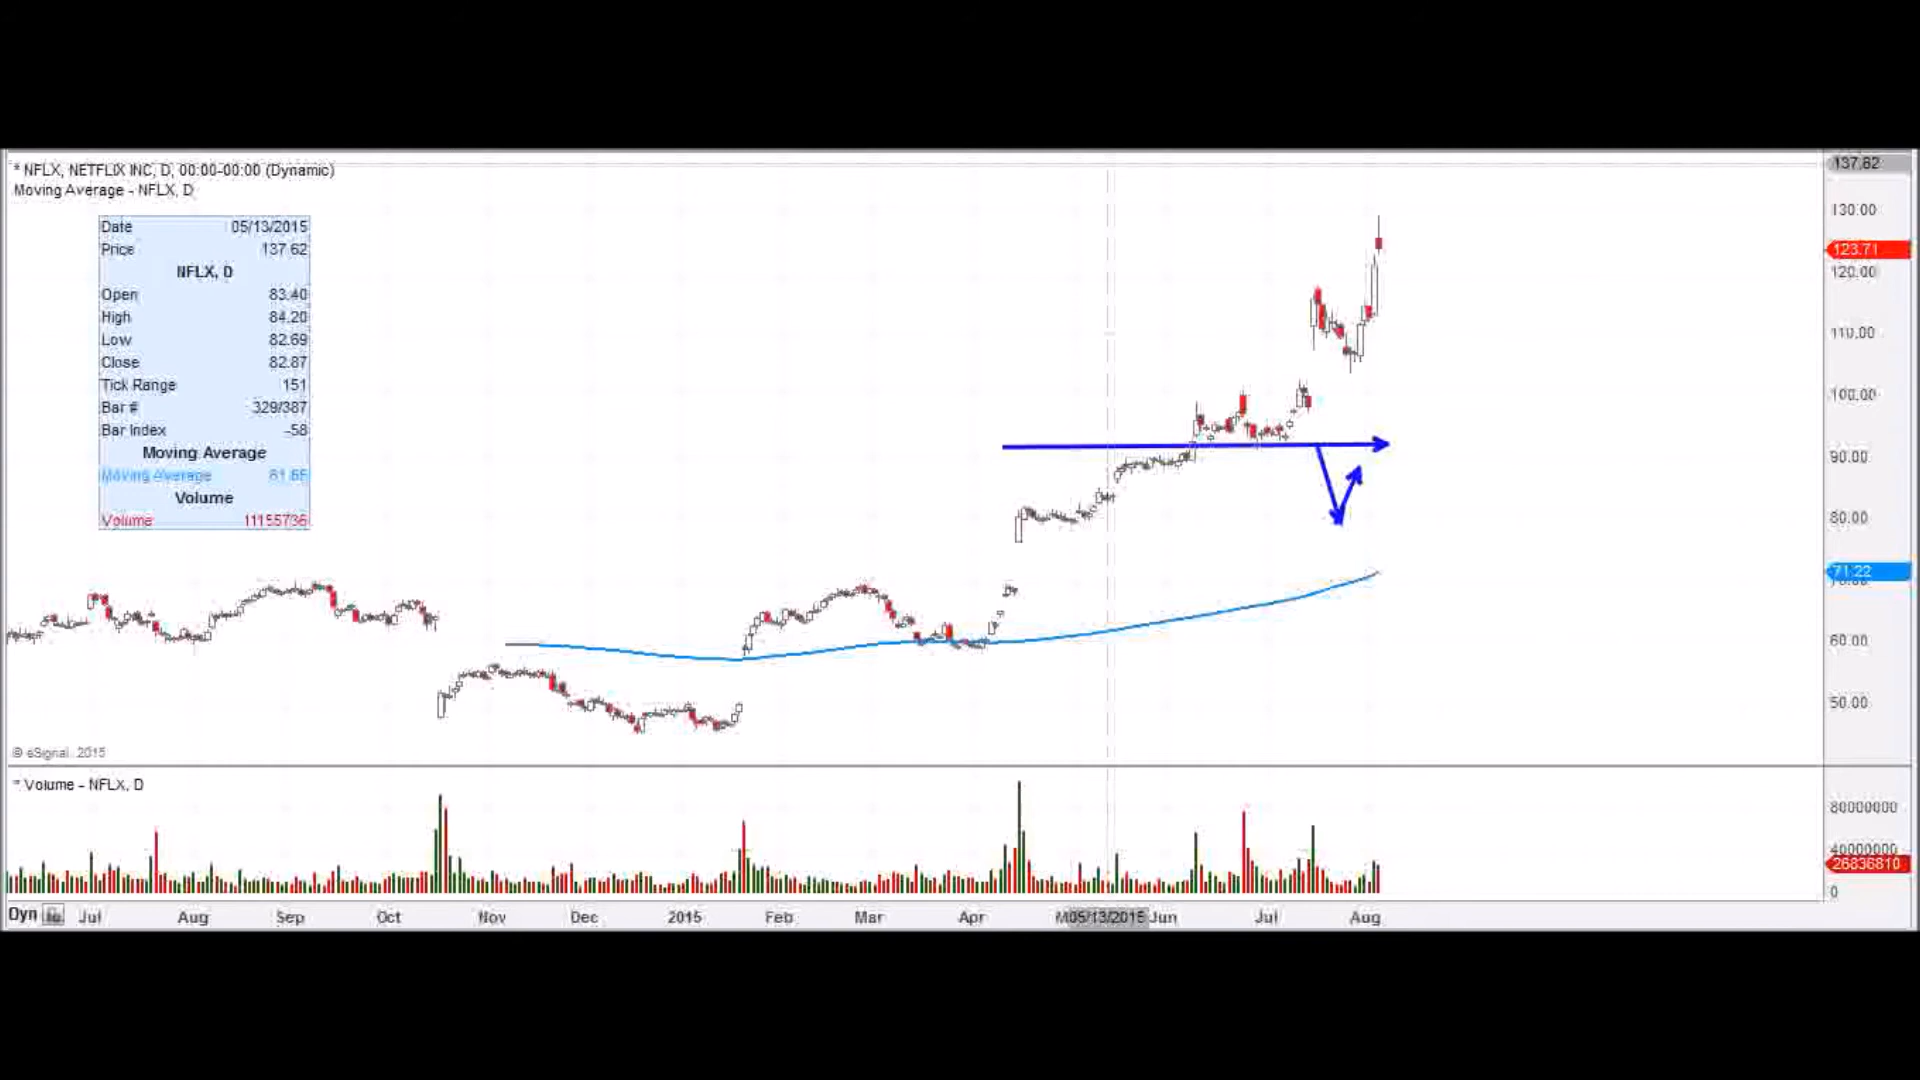 * NFLX, NETFLIX INC, D, 00:00-00:00 (Dynamic)
Moving Average - NFLX, D
Date 05/13/2015
Price 137.62
NFLX, D
Open 83.40
High 84.20
Low 82.69
Close 82.87
Tick Range 151
Bar # 329/387
Bar Index -58
Moving Average
Moving Average 61.65
Volume
Volume 11155736
137.62
130.00
123.71
120.00
110.00
100.00
90.00
80.00
71.22
60.00
50.00
© eSignal, 2015
* Volume - NFLX, D
80000000
40000000
26836810
0
Dyn Jul Aug Sep Oct Nov Dec 2015 Feb Mar Apr M05/13/2015 Jun Jul Aug